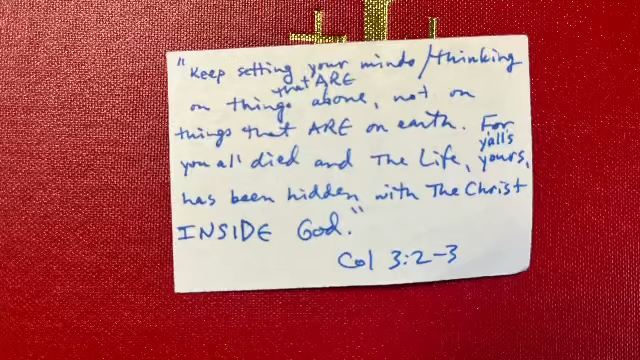 "Keep setting your minds/thinking
that ARE
on things above, not on
things that ARE on earth. For
y'all's
you all died and The Life, yours,
has been hidden with The Christ
INSIDE God."
Col 3:2-3